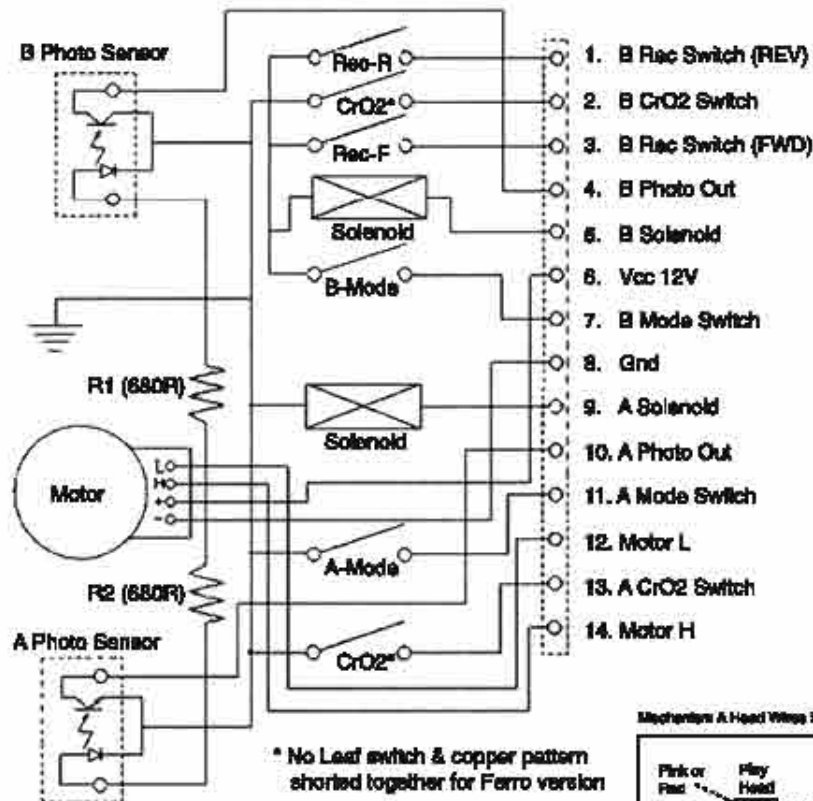 B Photo Sensor
Rec-R
CrO2*
Rec-F
Solenoid
B-Mode
R1 (680R)
Solenoid
Motor
L
H
+
-
A-Mode
R2 (680R)
A Photo Sensor
CrO2*
1. B Rec Switch (REV)
2. B CrO2 Switch
3. B Rec Switch (FWD)
4. B Photo Out
5. B Solenoid
6. Vcc 12V
7. B Mode Switch
8. Gnd
9. A Solenoid
10. A Photo Out
11. A Mode Switch
12. Motor L
13. A CrO2 Switch
14. Motor H
* No Leaf switch & copper pattern
shorted together for Ferro version
Mechanism A Head Wires
Pink or
Red
Play
Head